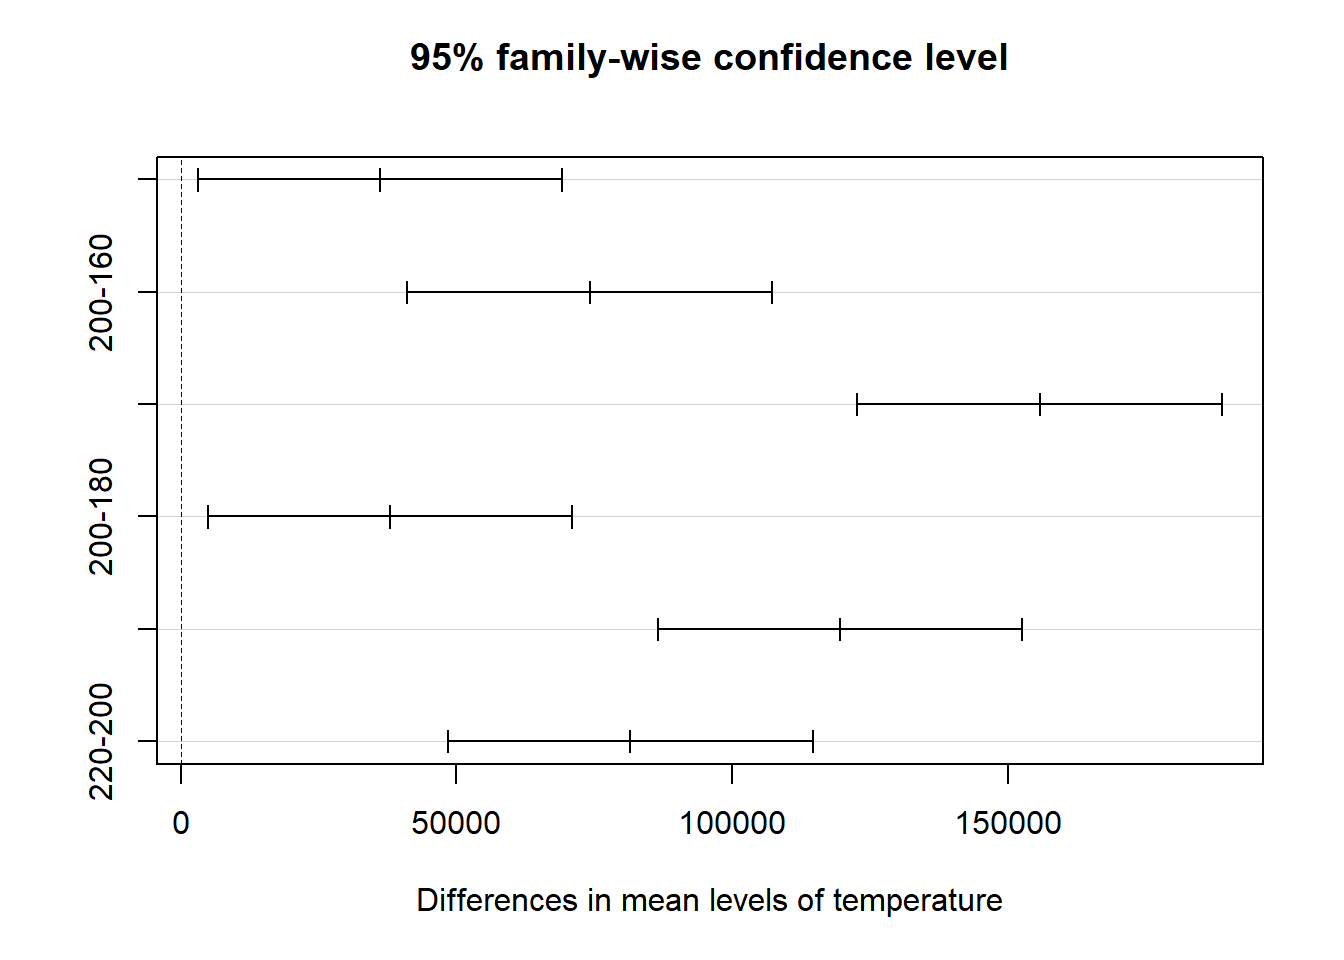 95% family-wise confidence level
200-160
200-180
220-200
0 50000 100000 150000
Differences in mean levels of temperature